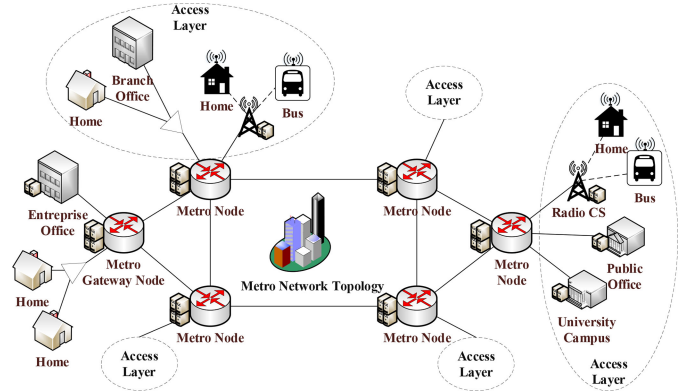 Access
Layer
Branch
Office
Home
Home
Bus
Access
Layer
Home
Radio CS
Bus
Entreprise
Office
Metro Node
Metro Node
Metro
Gateway Node
Metro
Node
Public
Office
Home
Home
Metro Network Topology
University
Campus
Metro Node
Metro Node
Access
Layer
Access
Layer
Access
Layer